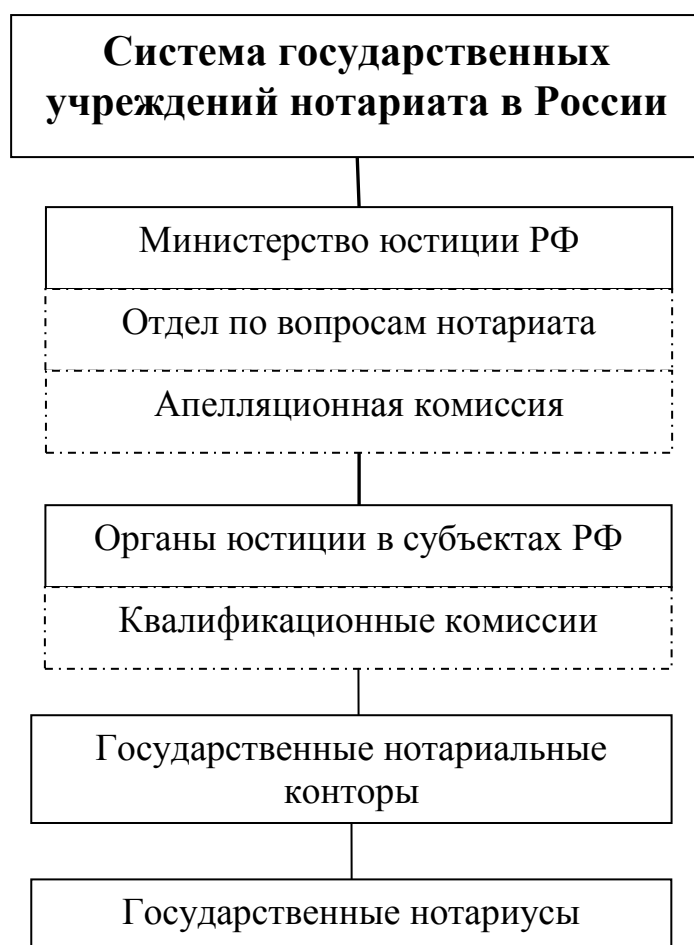 Система государственных
учреждений нотариата в России
Министерство юстиции РФ
Отдел по вопросам нотариата
Апелляционная комиссия
Органы юстиции в субъектах РФ
Квалификационные комиссии
Государственные нотариальные
конторы
Государственные нотариусы